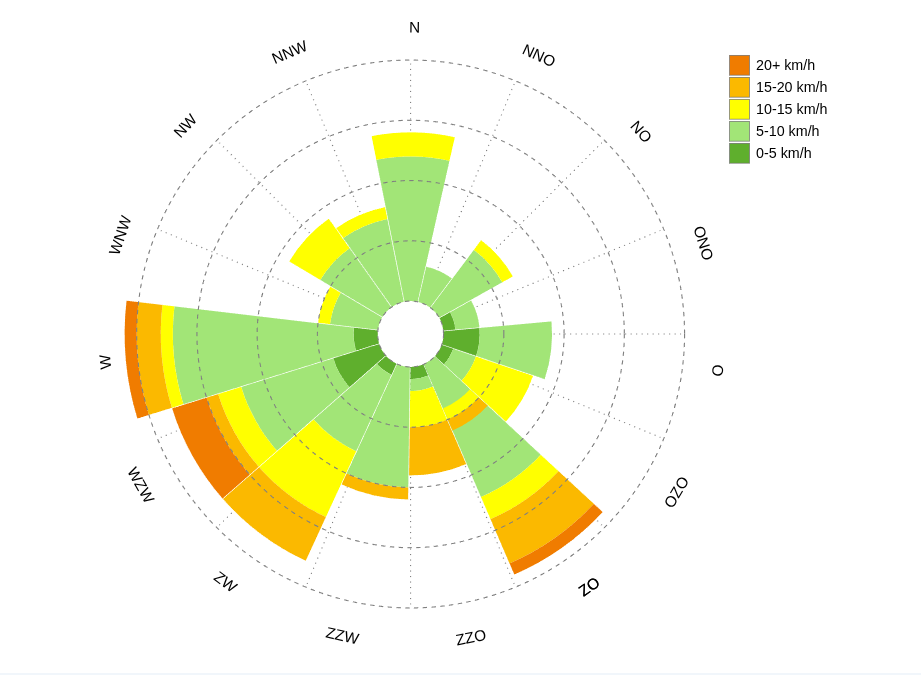 N
NNO
NO
ONO
O
OZO
ZO
ZZO
ZZW
ZW
WZW
W
WNW
NW
NNW
20+ km/h
15-20 km/h
10-15 km/h
5-10 km/h
0-5 km/h